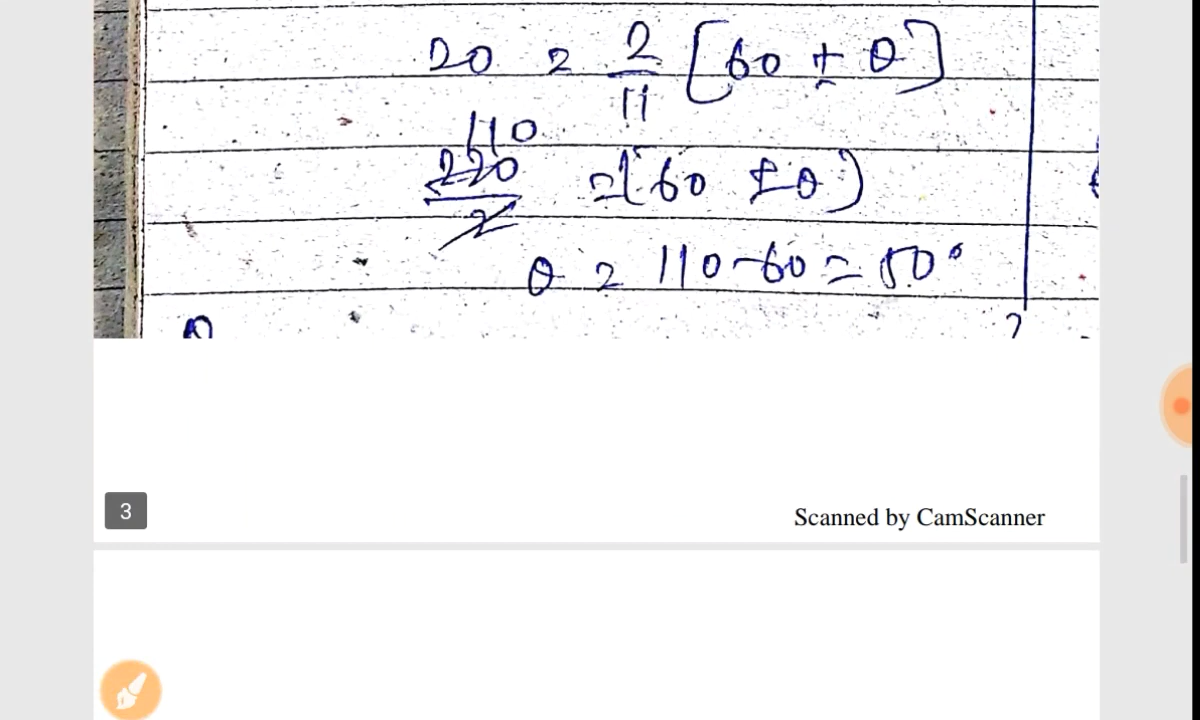 20 = 2/11 [60 ± θ]
110
220/2 = (60 ± θ)
θ = 110-60 = 50°
3
Scanned by CamScanner